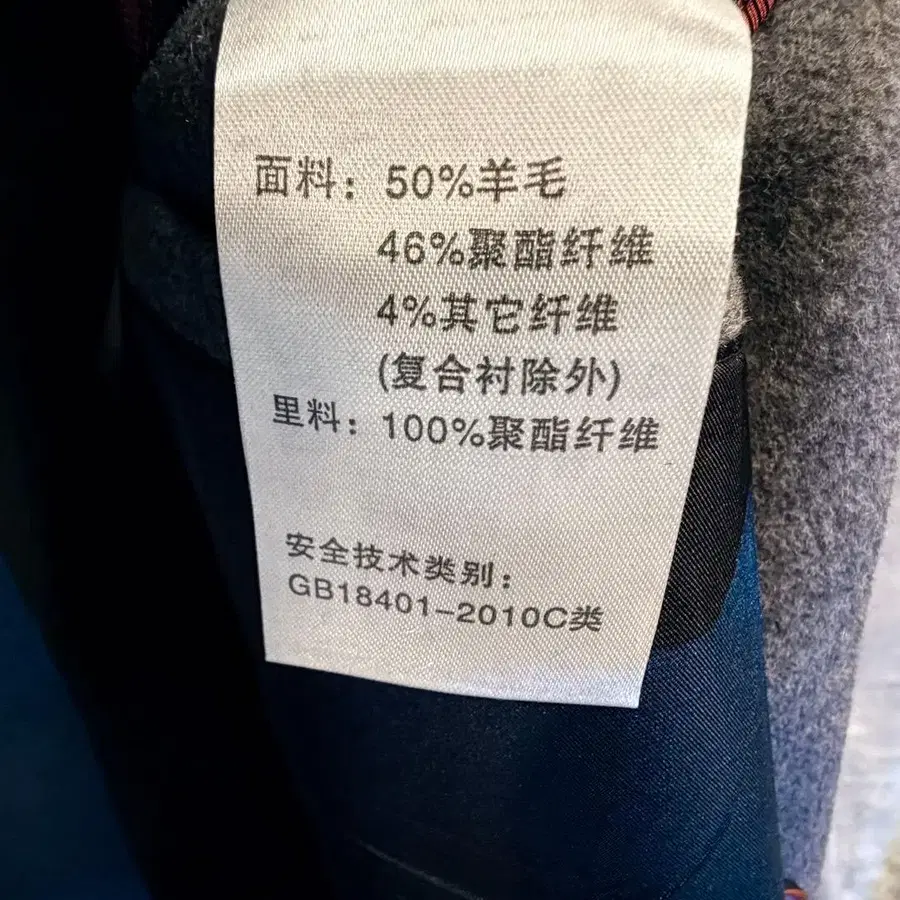 面料：50%羊毛
46%聚酯纤维
4%其它纤维
(复合衬除外)
里料：100%聚酯纤维
安全技术类别：
GB18401-2010C类